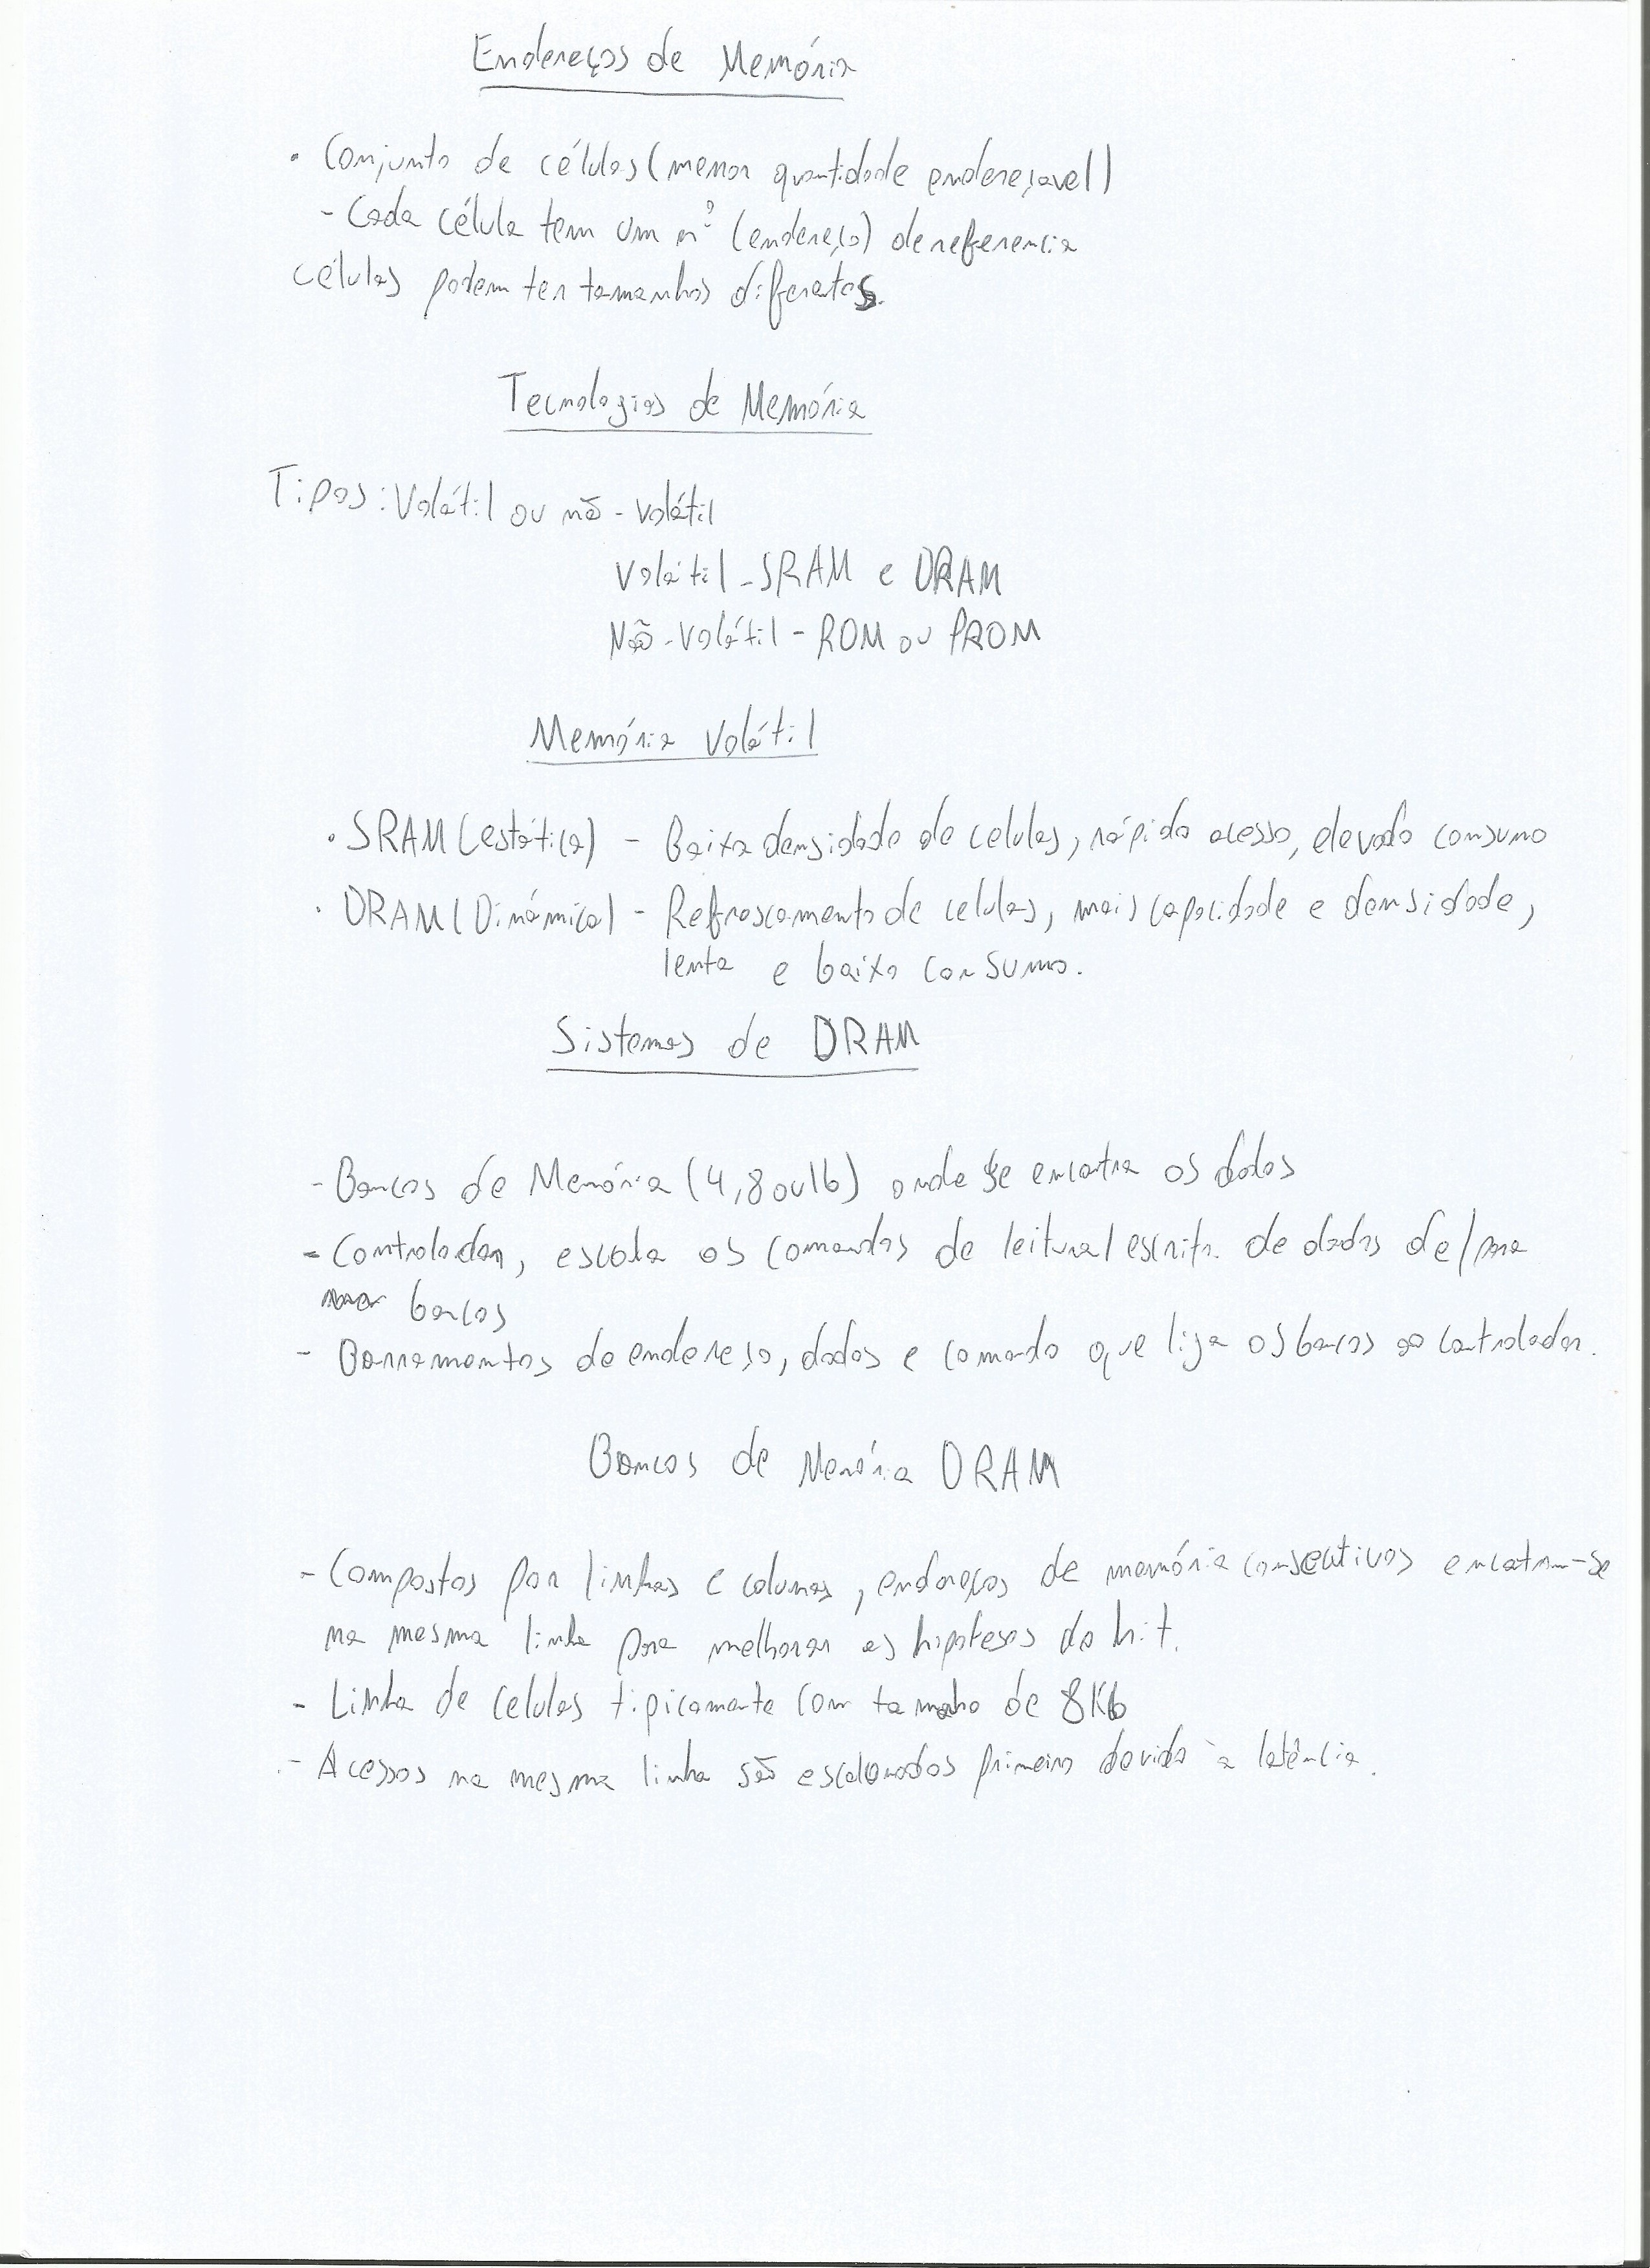 Endereços de Memória
• Conjunto de células (menor quantidade endereçavel)
- Cada célula tem um nº (endereço) de referencia
células podem ter tamanhos diferentes.
Tecnologias de Memória
Tipos: Volátil ou não-volátil
Volátil - SRAM e DRAM
Não-Volátil - ROM ou PROM
Memória Volátil
• SRAM (estática) - Baixa densidade de celulas, rápido acesso, elevado consumo
• DRAM (Dinámica) - Refrescamento de celulas, mais capacidade e densidade,
lenta e baixo consumo.
Sistemas de DRAM
- Bancos de Memória (4,8 ou 16) onde se encontra os dados
- Controlador, escola os comandos de leitura/escrita de dados de/para
bancos
- Barramentos de endereço, dados e comando que liga os bancos ao controlador.
Bancos de Memória DRAM
- Compostos por linhas e colunas, endereços de memória consecutivos encontram-se
na mesma linha para melhorar as hipoteses do hit.
- Linha de celulas tipicamente com tamanho de 8Kb
- Acessos na mesma linha são escalonados primeiro devido à latência.